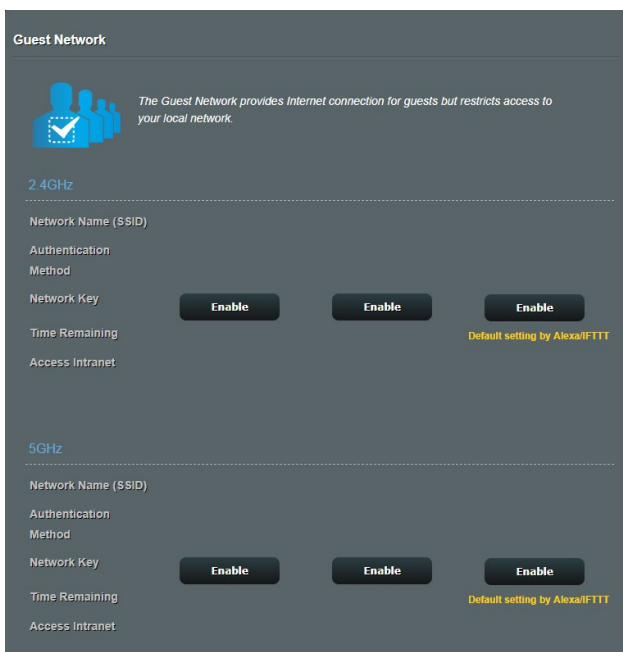 Guest Network
The Guest Network provides Internet connection for guests but restricts access to
your local network.
2.4GHz
Network Name (SSID)
Authentication
Method
Network Key
Enable Enable Enable
Time Remaining
Default setting by Alexa/IFTTT
Access Intranet
5GHz
Network Name (SSID)
Authentication
Method
Network Key
Enable Enable Enable
Time Remaining
Default setting by Alexa/IFTTT
Access Intranet